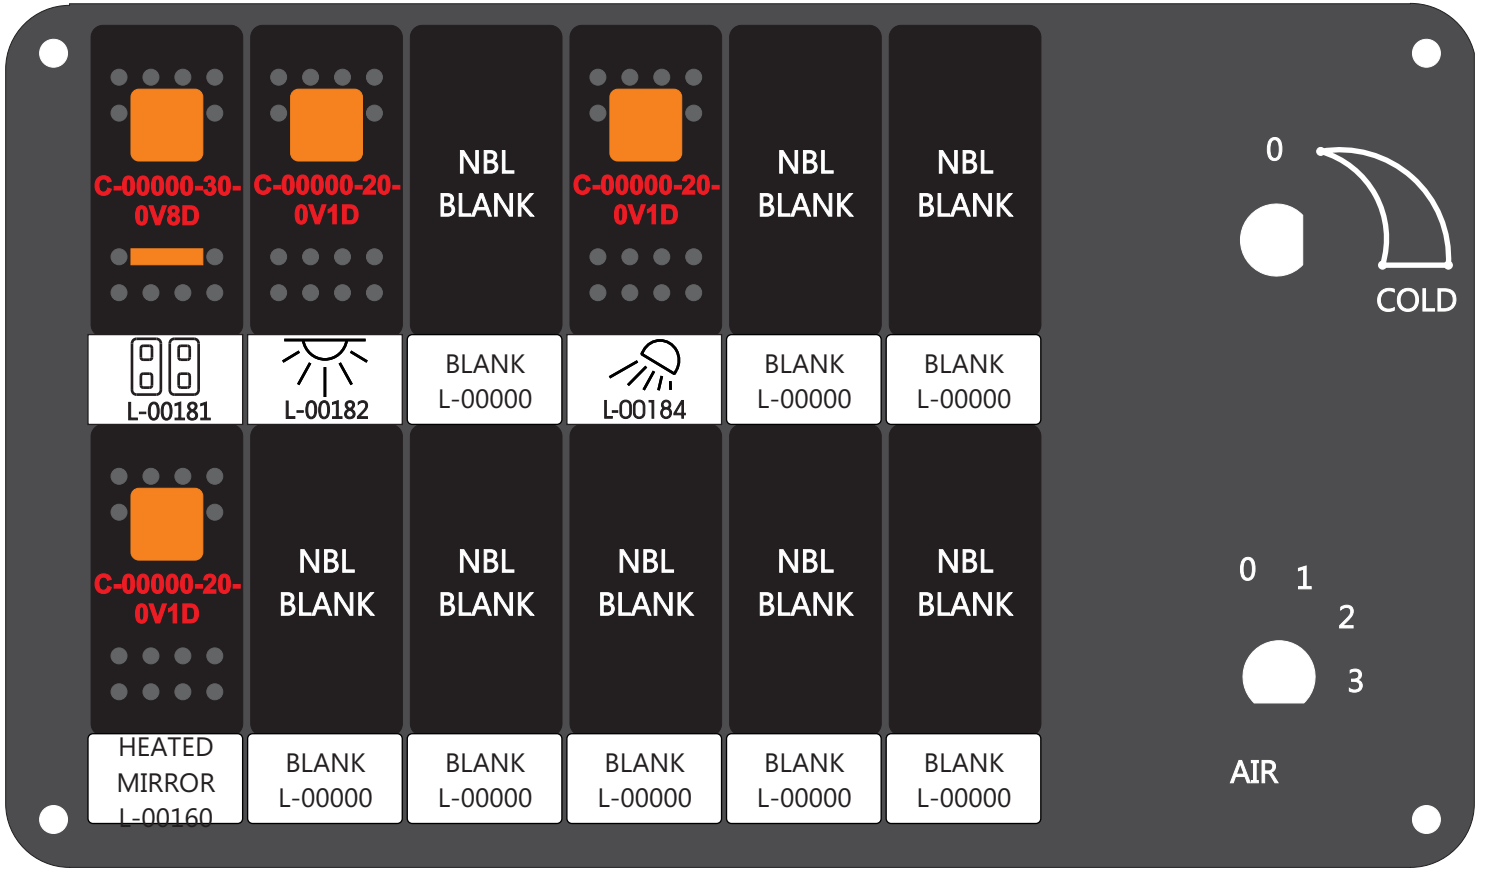 C-00000-30-
0V8D
C-00000-20-
0V1D
NBL
BLANK
C-00000-20-
0V1D
NBL
BLANK
NBL
BLANK
0
COLD
L-00181
L-00182
BLANK
L-00000
L-00184
BLANK
L-00000
BLANK
L-00000
C-00000-20-
0V1D
NBL
BLANK
NBL
BLANK
NBL
BLANK
NBL
BLANK
NBL
BLANK
0
1
2
3
AIR
HEATED
MIRROR
L-00160
BLANK
L-00000
BLANK
L-00000
BLANK
L-00000
BLANK
L-00000
BLANK
L-00000